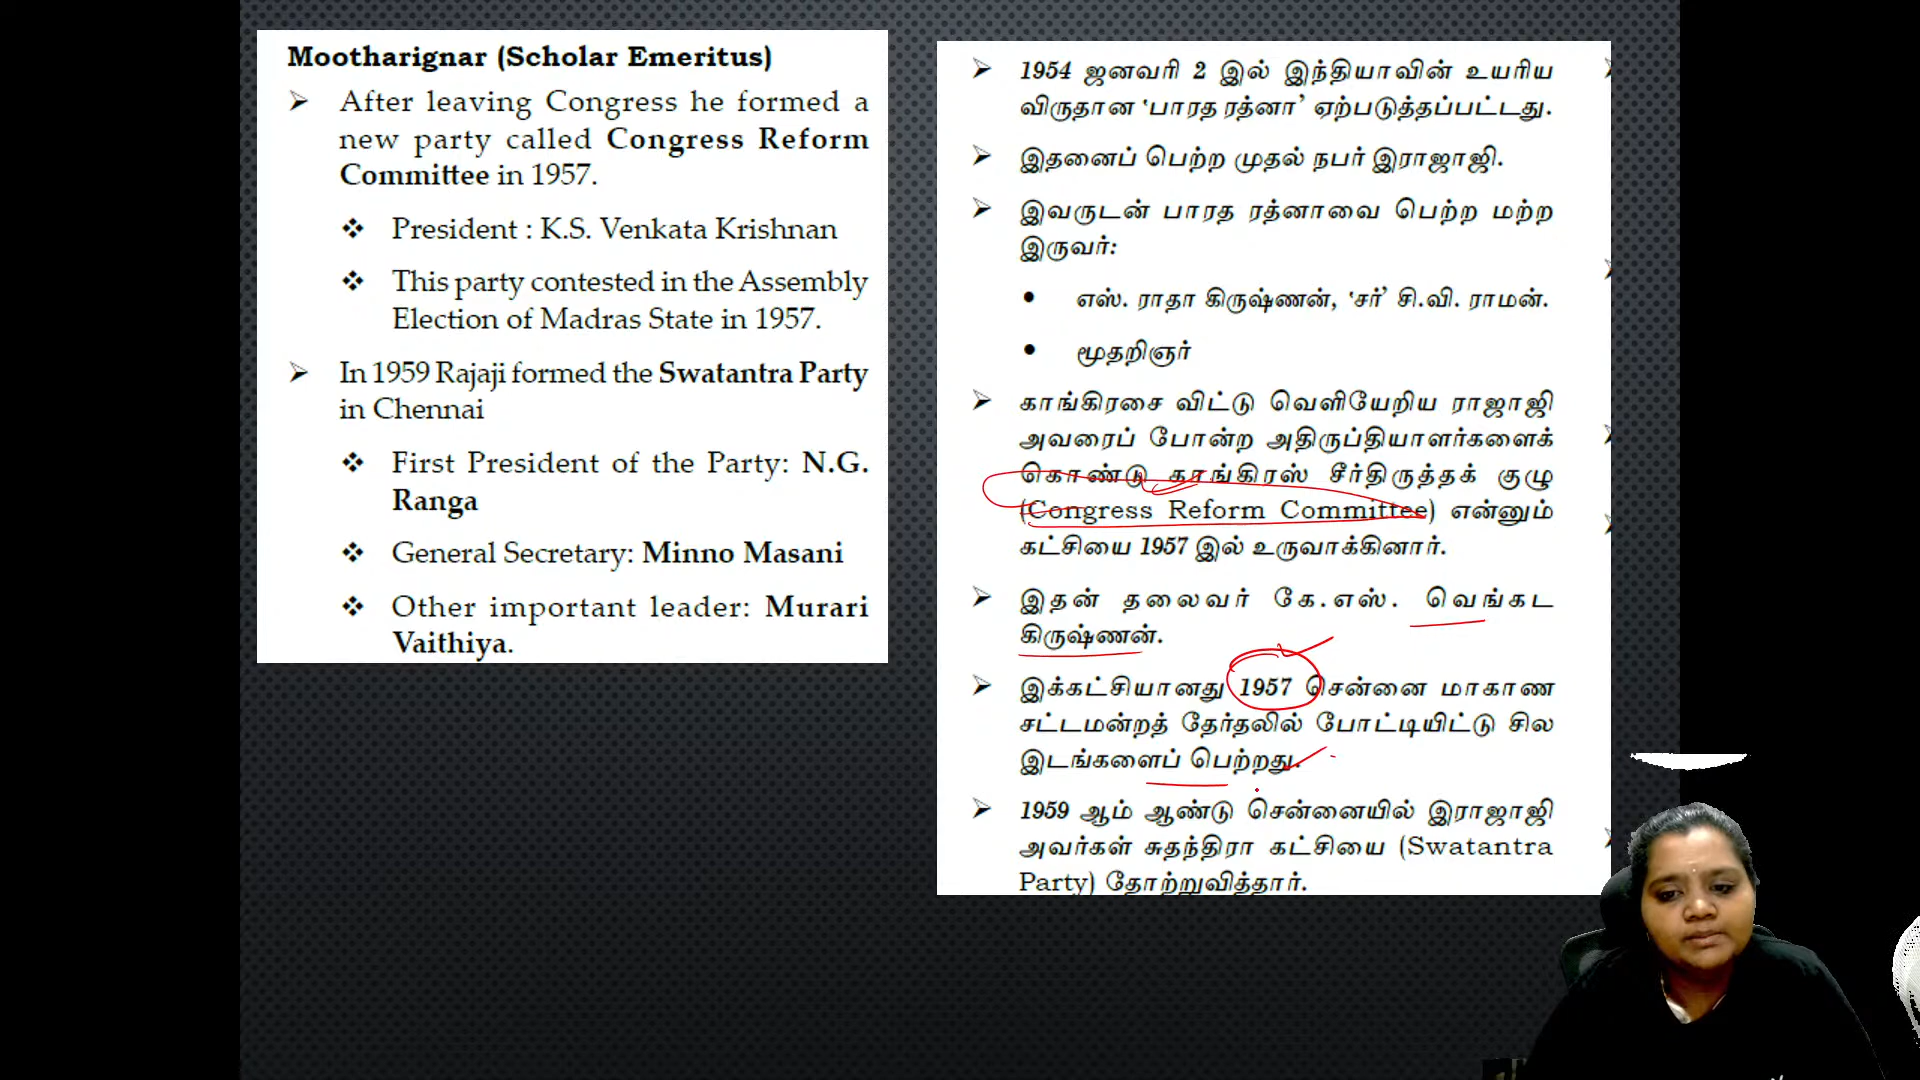 Mootharignar (Scholar Emeritus)
➢ After leaving Congress he formed a
new party called Congress Reform
Committee in 1957.
❖ President : K.S. Venkata Krishnan
❖ This party contested in the Assembly
Election of Madras State in 1957.
➢ In 1959 Rajaji formed the Swatantra Party
in Chennai
❖ First President of the Party: N.G.
Ranga
❖ General Secretary: Minno Masani
❖ Other important leader: Murari
Vaithiya.
➢ 1954 ஜனவரி 2 இல் இந்தியாவின் உயரிய
விருதான ‘பாரத ரத்னா’ ஏற்படுத்தப்பட்டது.
➢ இதனைப் பெற்ற முதல் நபர் இராஜாஜி.
➢ இவருடன் பாரத ரத்னாவை பெற்ற மற்ற
இருவர்:
• எஸ். ராதா கிருஷ்ணன், ‘சர்’ சி.வி. ராமன்.
• மூதறிஞர்
➢ காங்கிரசை விட்டு வெளியேறிய ராஜாஜி
அவரைப் போன்ற அதிருப்தியாளர்களைக்
கொண்டு காங்கிரஸ் சீர்திருத்தக் குழு
(Congress Reform Committee) என்னும்
கட்சியை 1957 இல் உருவாக்கினார்.
➢ இதன் தலைவர் கே.எஸ். வெங்கட
கிருஷ்ணன்.
➢ இக்கட்சியானது 1957 சென்னை மாகாண
சட்டமன்றத் தேர்தலில் போட்டியிட்டு சில
இடங்களைப் பெற்றது.
➢ 1959 ஆம் ஆண்டு சென்னையில் இராஜாஜி
அவர்கள் சுதந்திரா கட்சியை (Swatantra
Party) தோற்றுவித்தார்.